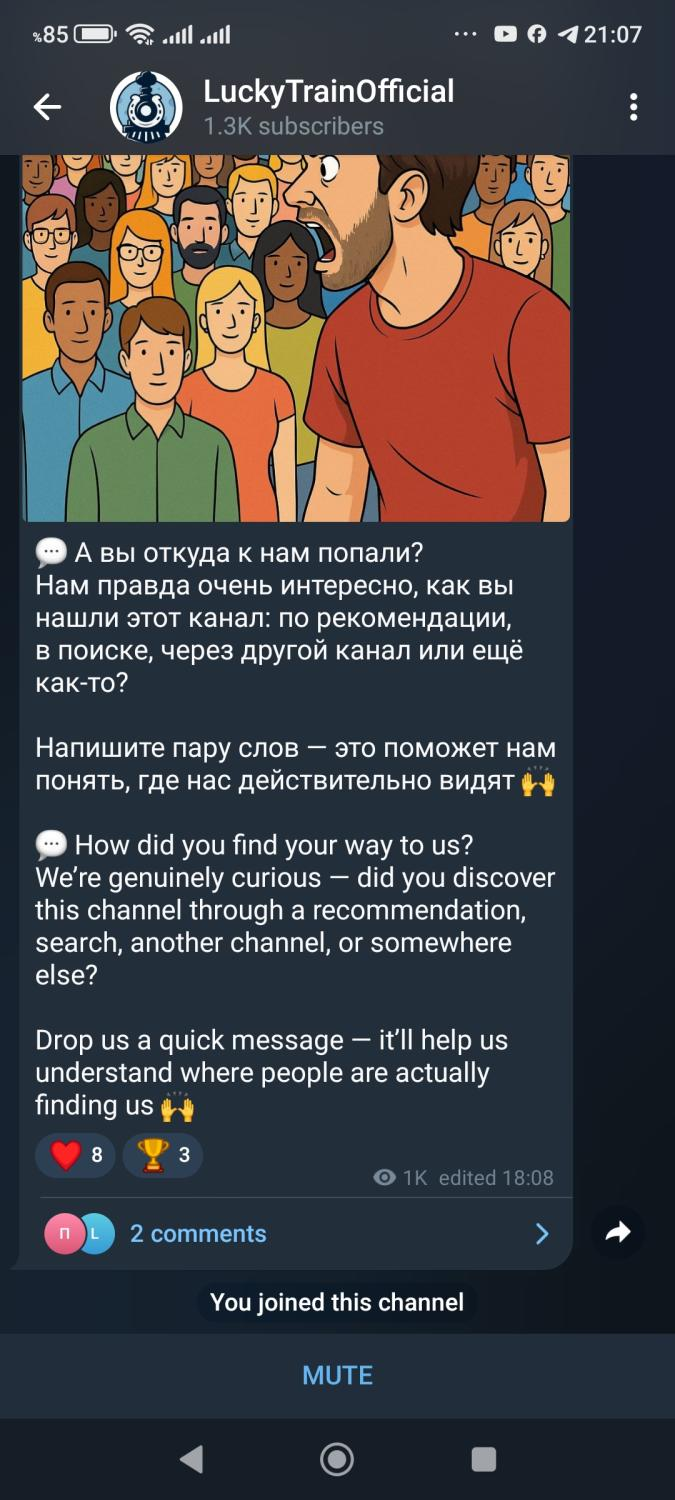 %85
21:07
LuckyTrainOfficial
1.3K subscribers
💬 А вы откуда к нам попали?
Нам правда очень интересно, как вы
нашли этот канал: по рекомендации,
в поиске, через другой канал или ещё
как-то?
Напишите пару слов — это поможет нам
понять, где нас действительно видят 🙌
💬 How did you find your way to us?
We’re genuinely curious — did you discover
this channel through a recommendation,
search, another channel, or somewhere
else?
Drop us a quick message — it’ll help us
understand where people are actually
finding us 🙌
❤️ 8 🏆 3
1K edited 18:08
П L 2 comments
You joined this channel
MUTE